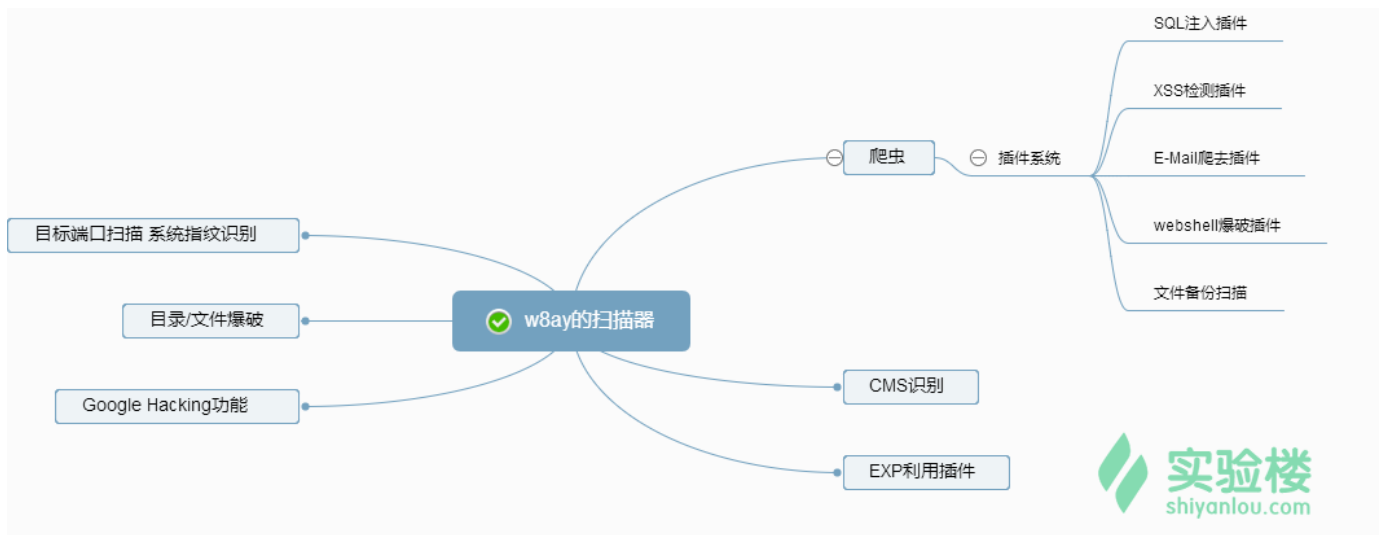 SQL注入插件
XSS检测插件
爬虫
插件系统
E-Mail爬去插件
webshell爆破插件
目标端口扫描 系统指纹识别
文件备份扫描
目录/文件爆破
w8ay的扫描器
CMS识别
Google Hacking功能
EXP利用插件
实验楼
shiyanlou.com